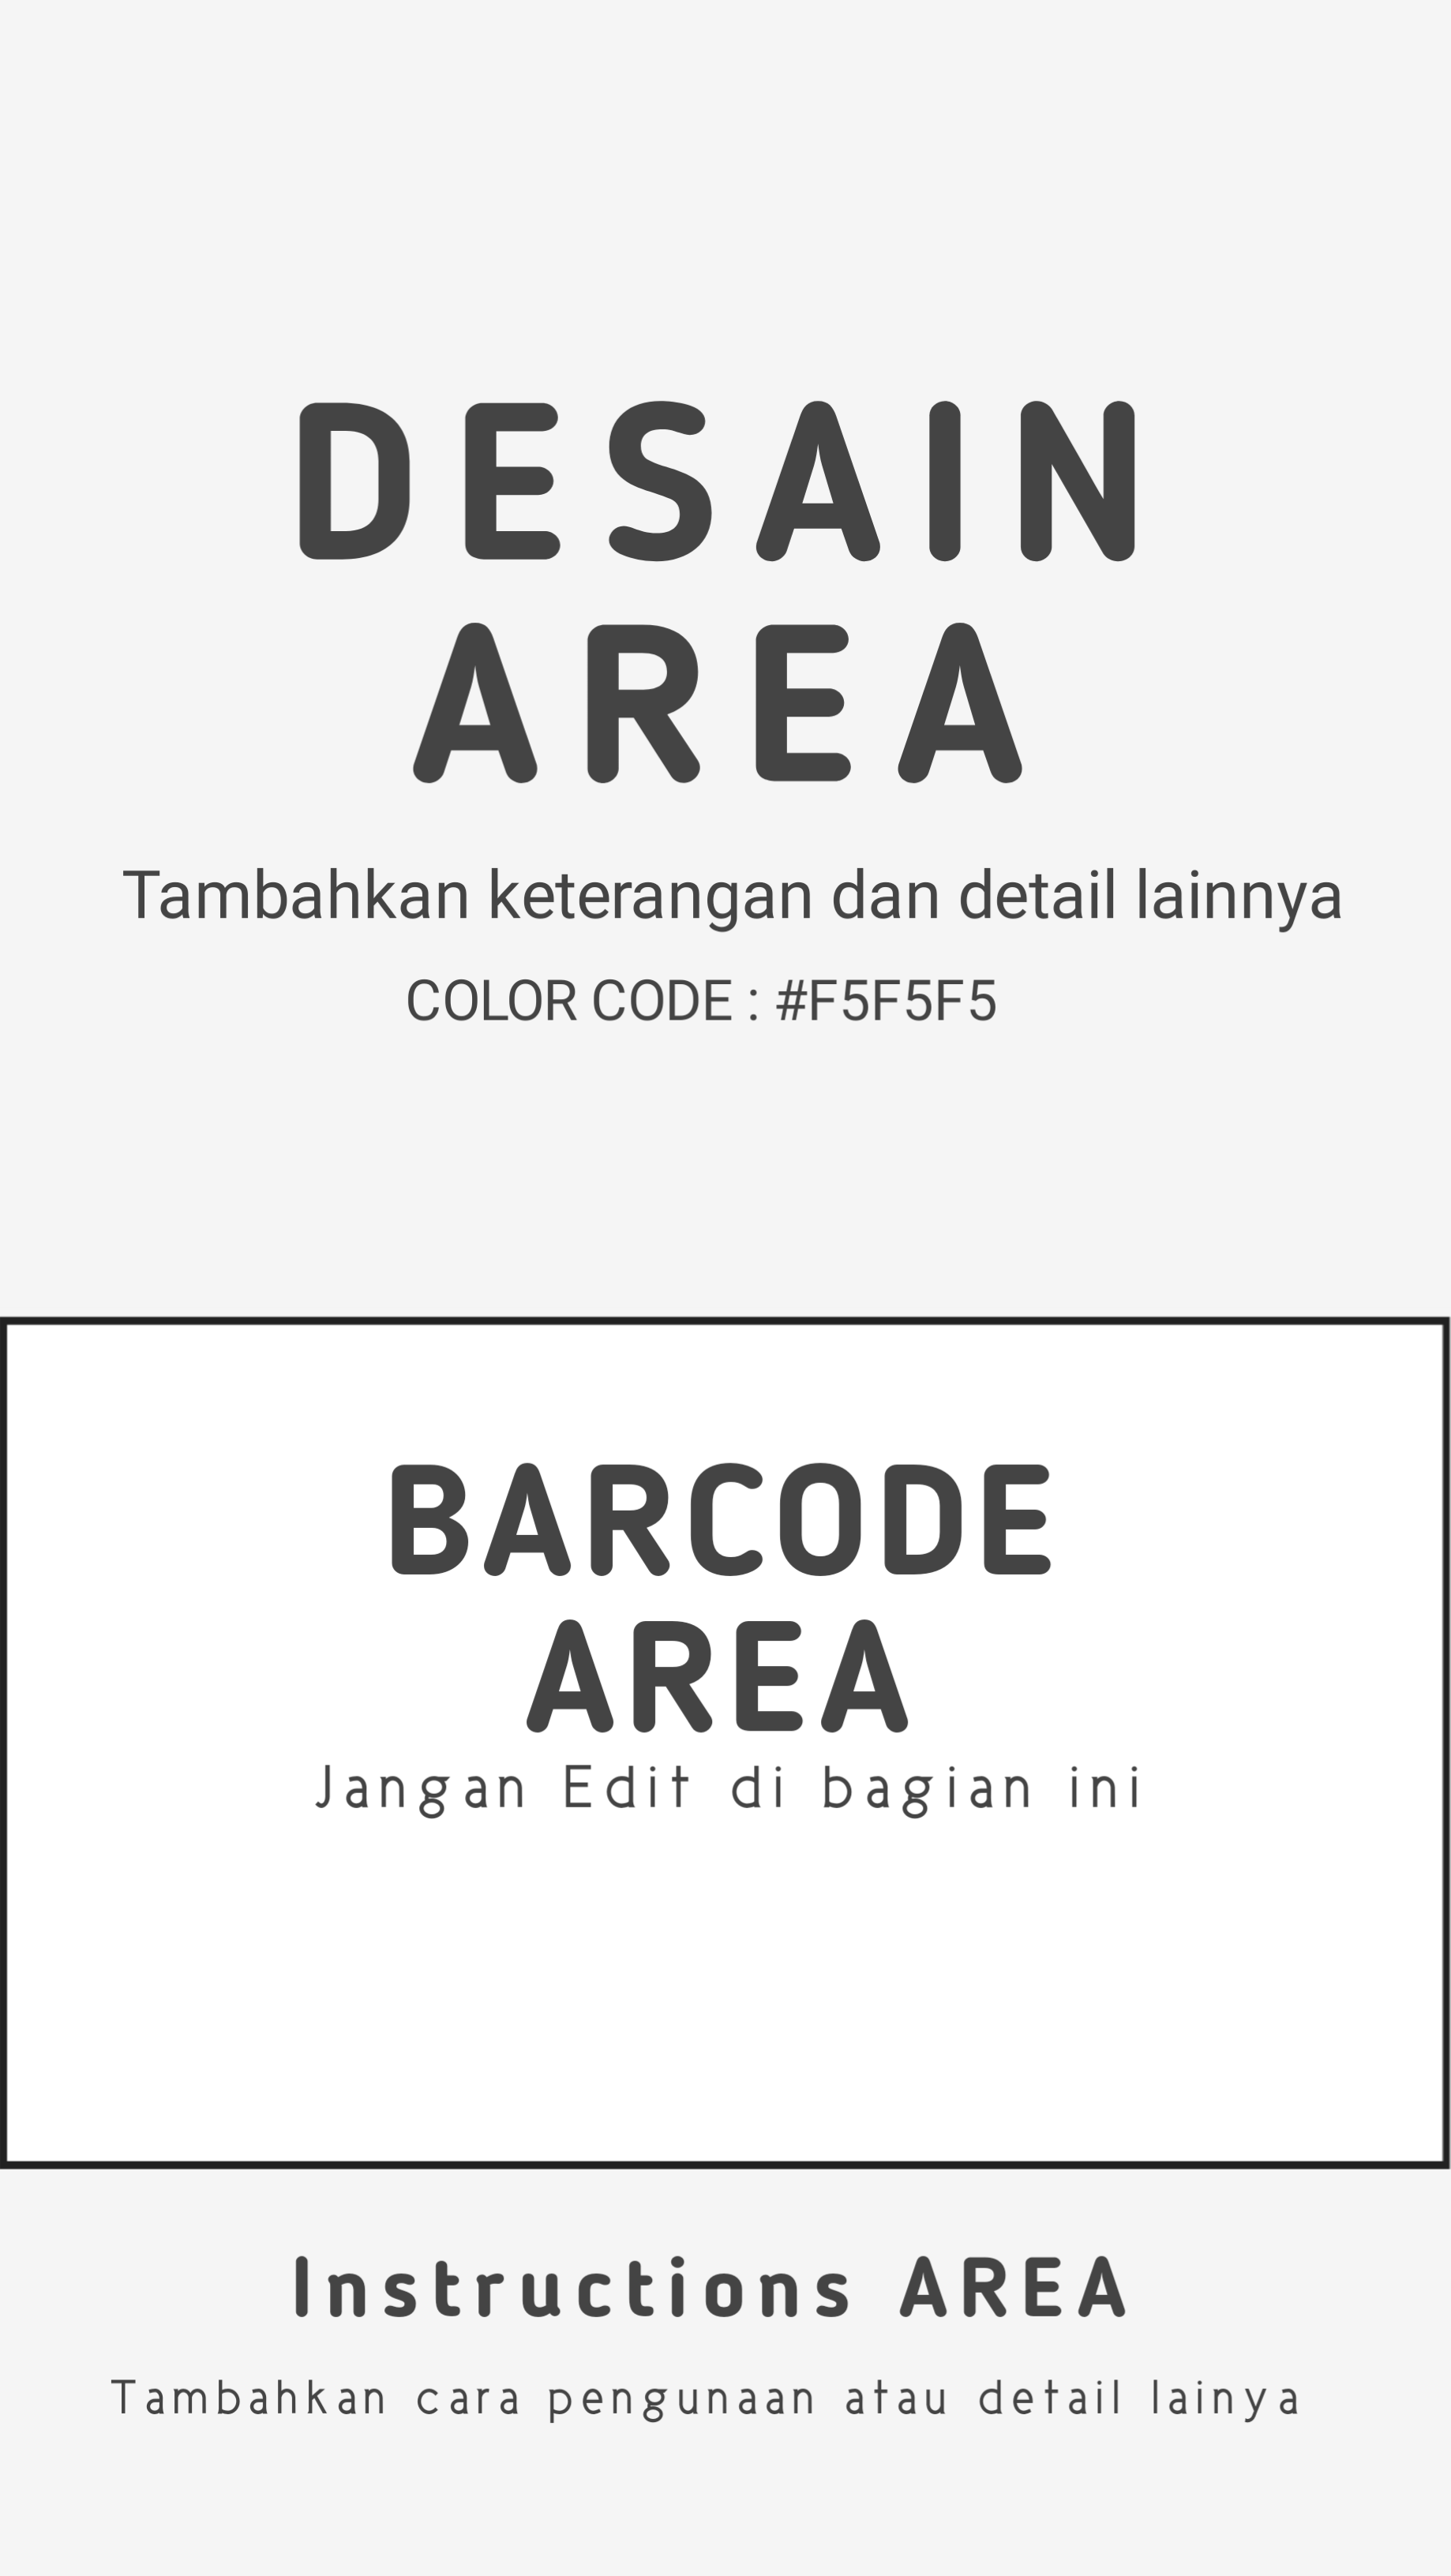 DESAIN
AREA
Tambahkan keterangan dan detail lainnya
COLOR CODE : #F5F5F5
BARCODE
AREA
Jangan Edit di bagian ini
Instructions AREA
Tambahkan cara pengunaan atau detail lainya